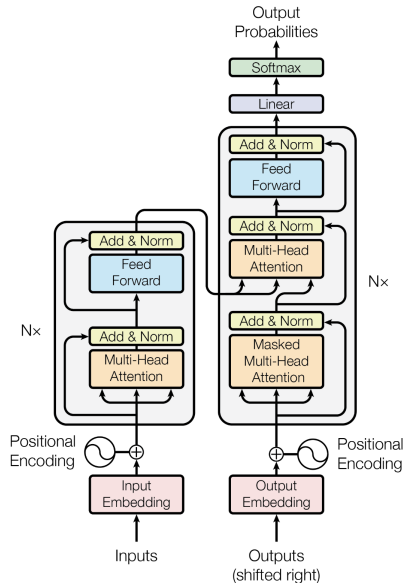 Output
Probabilities
Softmax
Linear
Add & Norm
Feed
Forward
Add & Norm
Multi-Head
Attention
Add & Norm
Masked
Multi-Head
Attention
N×
Add & Norm
Feed
Forward
Add & Norm
Multi-Head
Attention
N×
Positional
Encoding
Positional
Encoding
Input
Embedding
Output
Embedding
Inputs
Outputs
(shifted right)